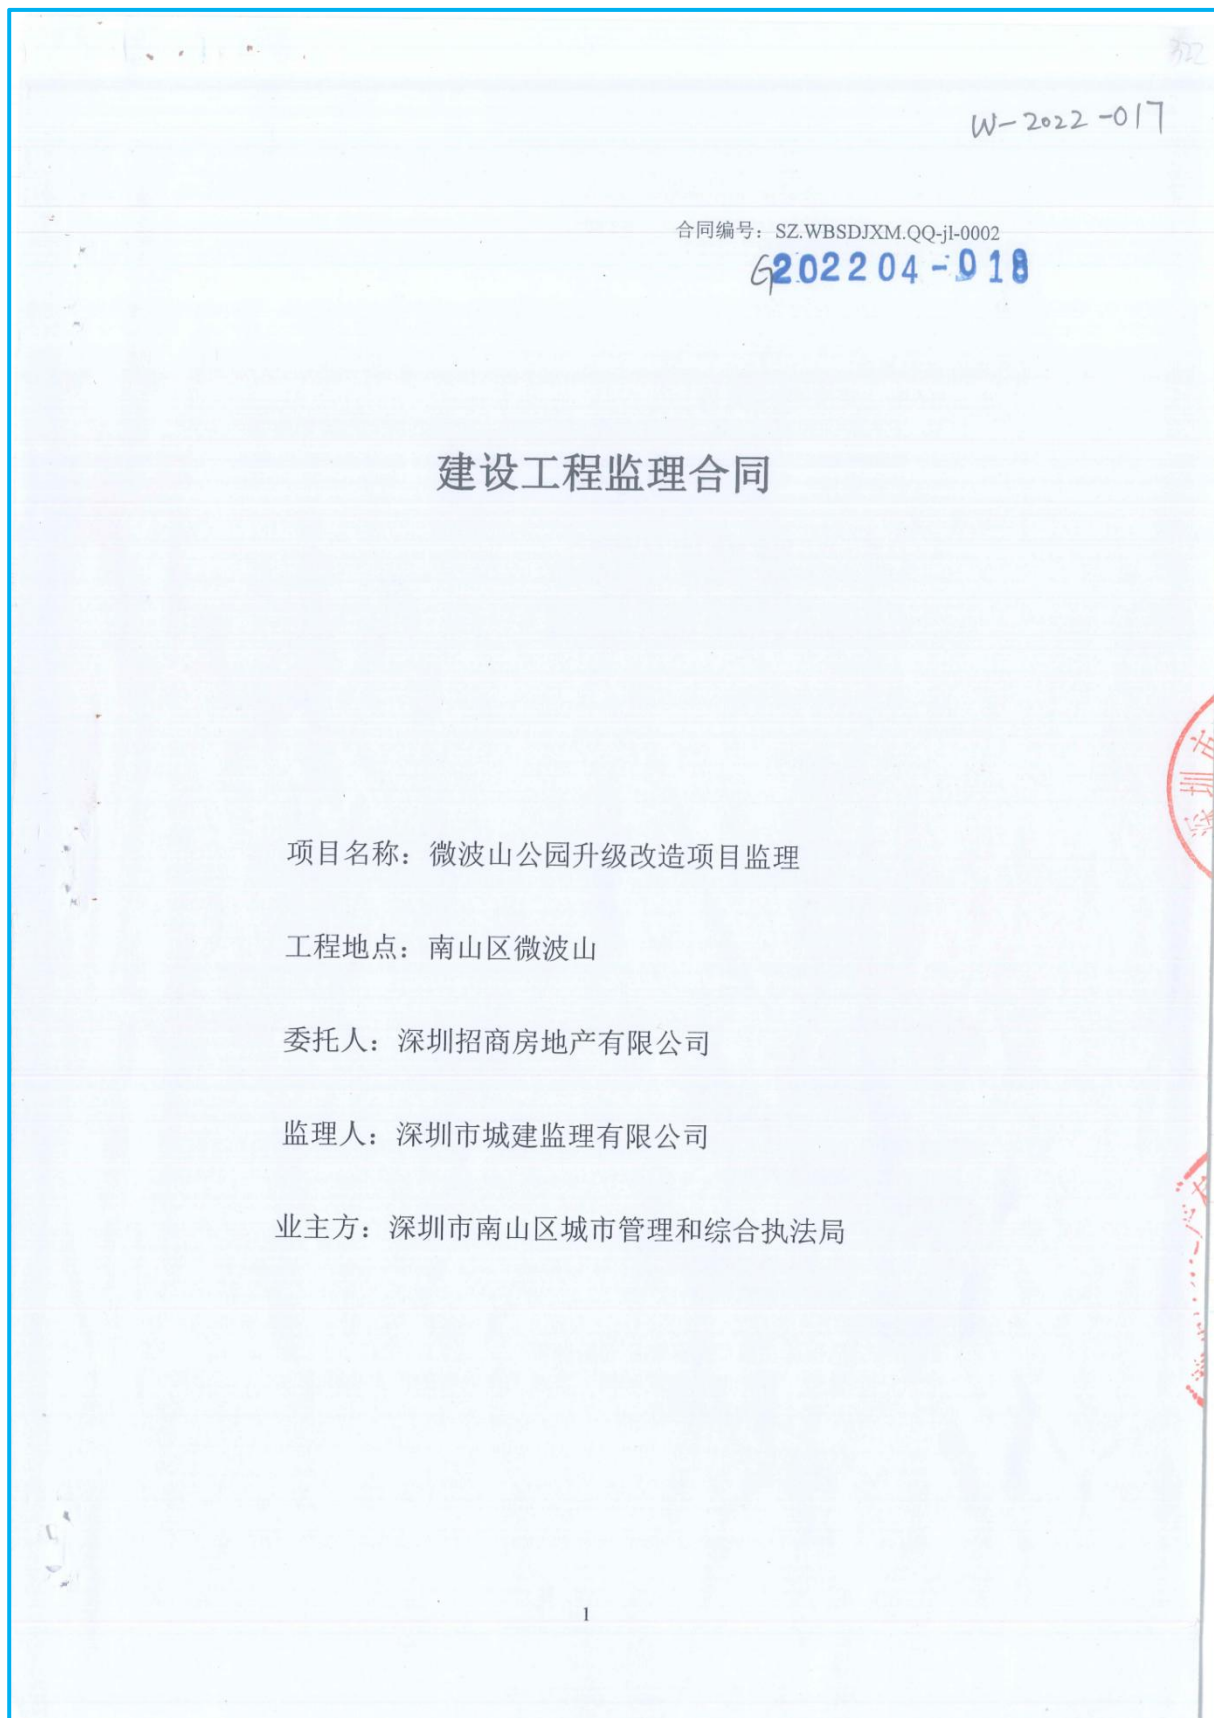 W-2022-017
合同编号：SZ.WBSDJXM.QQ-jl-0002
G202204-018
建设工程监理合同
项目名称：微波山公园升级改造项目监理
工程地点：南山区微波山
委托人：深圳招商房地产有限公司
监理人：深圳市城建监理有限公司
业主方：深圳市南山区城市管理和综合执法局
深圳市
1